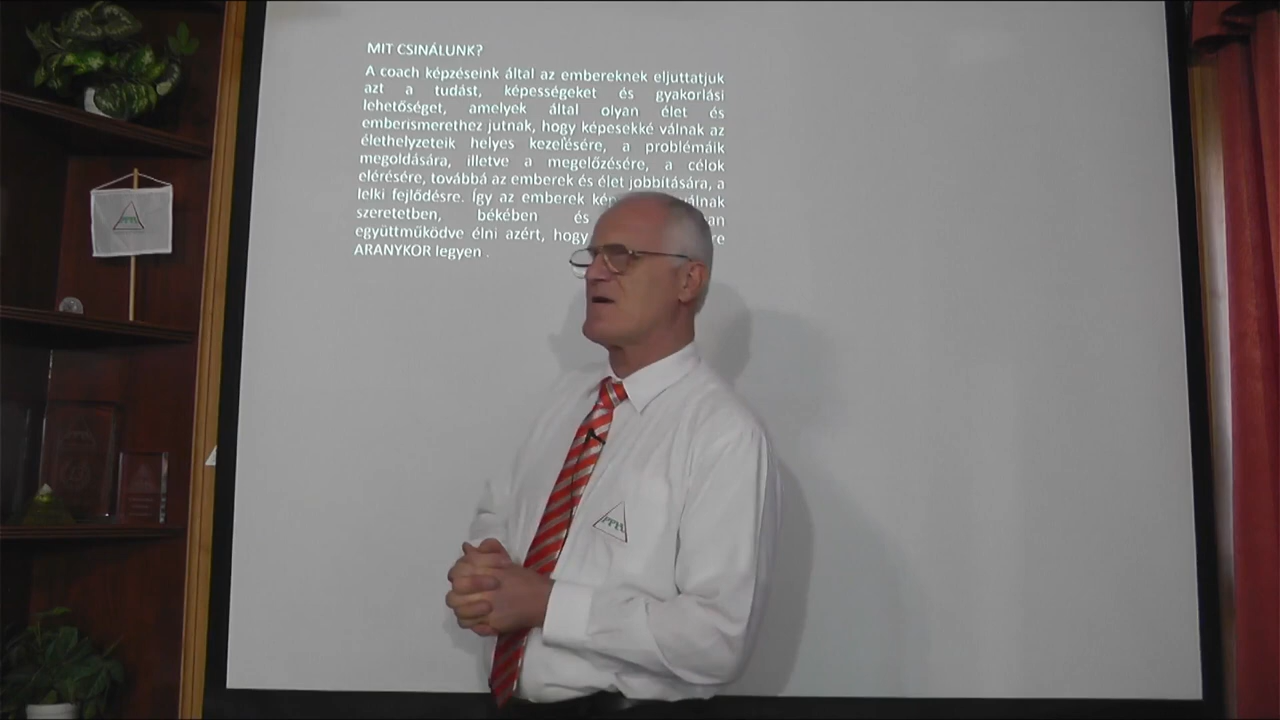 MIT CSINÁLUNK?
A coach képzéseink által az embereknek eljuttatjuk
azt a tudást, képességeket és gyakorlási
lehetőséget, amelyek által olyan élet és
emberismerethez jutnak, hogy képesekké válnak az
élethelyzeteik helyes kezelésére, a problémáik
megoldására, illetve a megelőzésére, a célok
elérésére, továbbá az emberek és élet jobbítására, a
lelki fejlődésre. Így az emberek válnak
szeretetben, békében és
együttműködve élni azért, hogy
ARANYKOR legyen .